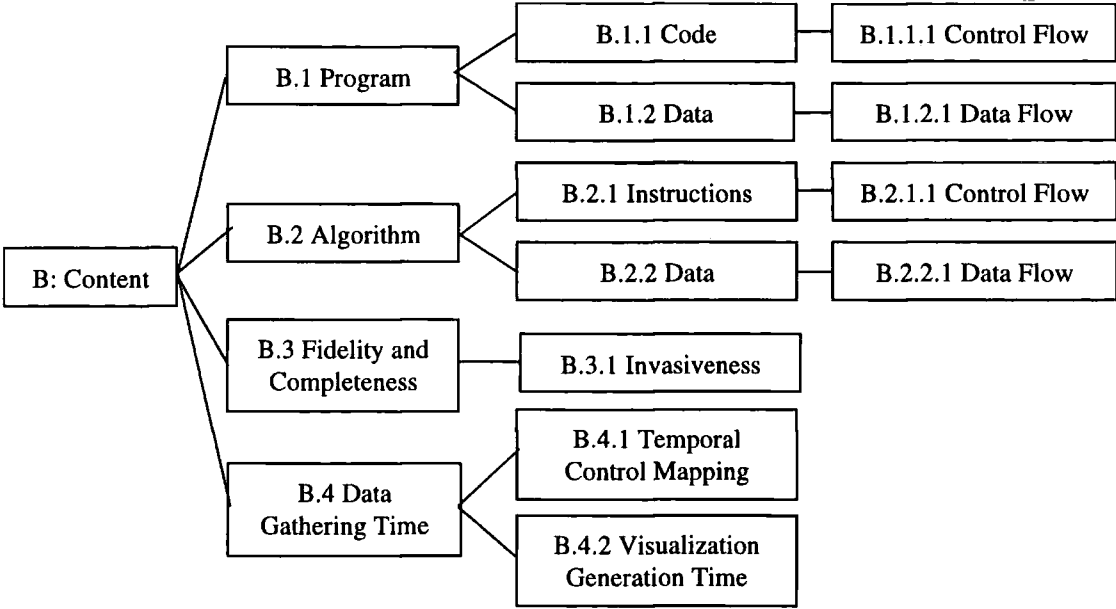 B: Content
B.1 Program
B.1.1 Code
B.1.1.1 Control Flow
B.1.2 Data
B.1.2.1 Data Flow
B.2 Algorithm
B.2.1 Instructions
B.2.1.1 Control Flow
B.2.2 Data
B.2.2.1 Data Flow
B.3 Fidelity and
Completeness
B.3.1 Invasiveness
B.4 Data
Gathering Time
B.4.1 Temporal
Control Mapping
B.4.2 Visualization
Generation Time